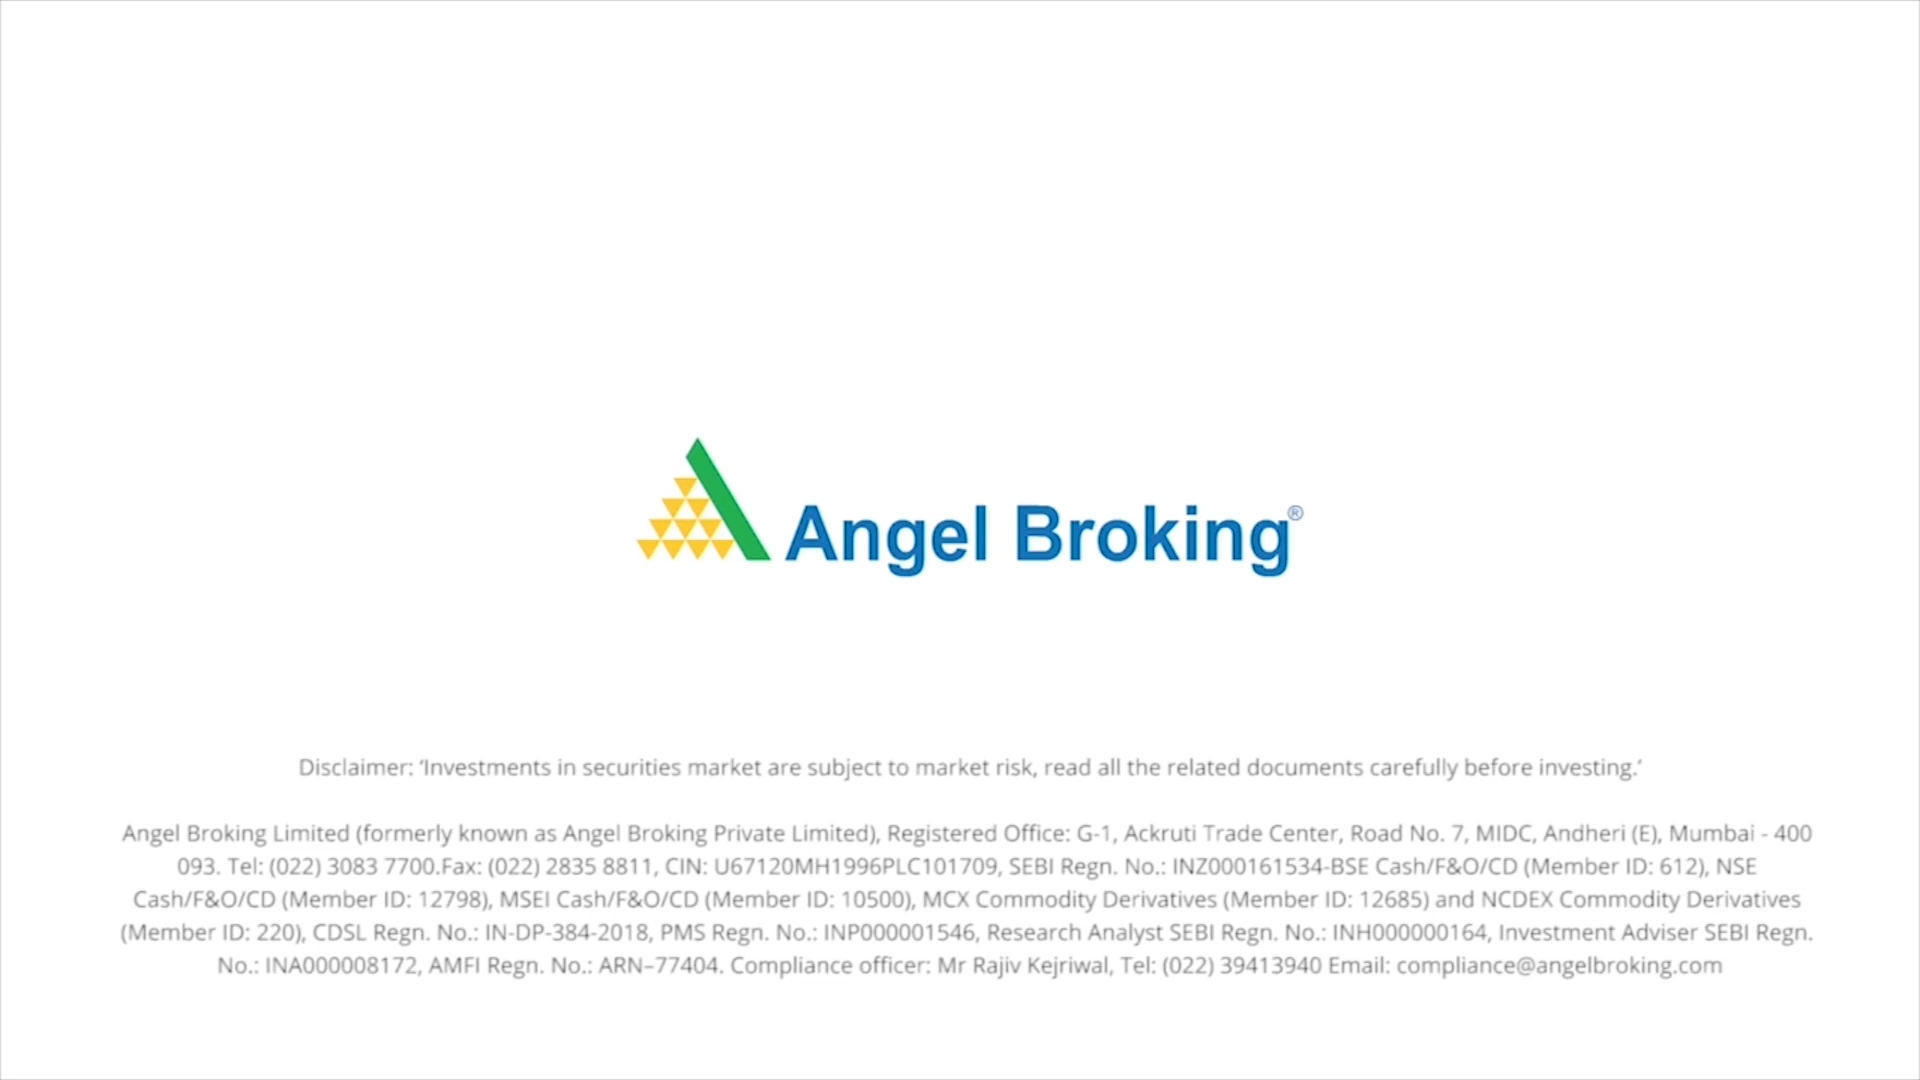 Angel Broking®
Disclaimer: ‘Investments in securities market are subject to market risk, read all the related documents carefully before investing.’
Angel Broking Limited (formerly known as Angel Broking Private Limited), Registered Office: G-1, Ackruti Trade Center, Road No. 7, MIDC, Andheri (E), Mumbai - 400
093. Tel: (022) 3083 7700.Fax: (022) 2835 8811, CIN: U67120MH1996PLC101709, SEBI Regn. No.: INZ000161534-BSE Cash/F&O/CD (Member ID: 612), NSE
Cash/F&O/CD (Member ID: 12798), MSEI Cash/F&O/CD (Member ID: 10500), MCX Commodity Derivatives (Member ID: 12685) and NCDEX Commodity Derivatives
(Member ID: 220), CDSL Regn. No.: IN-DP-384-2018, PMS Regn. No.: INP000001546, Research Analyst SEBI Regn. No.: INH000000164, Investment Adviser SEBI Regn.
No.: INA000008172, AMFI Regn. No.: ARN–77404. Compliance officer: Mr Rajiv Kejriwal, Tel: (022) 39413940 Email: compliance@angelbroking.com